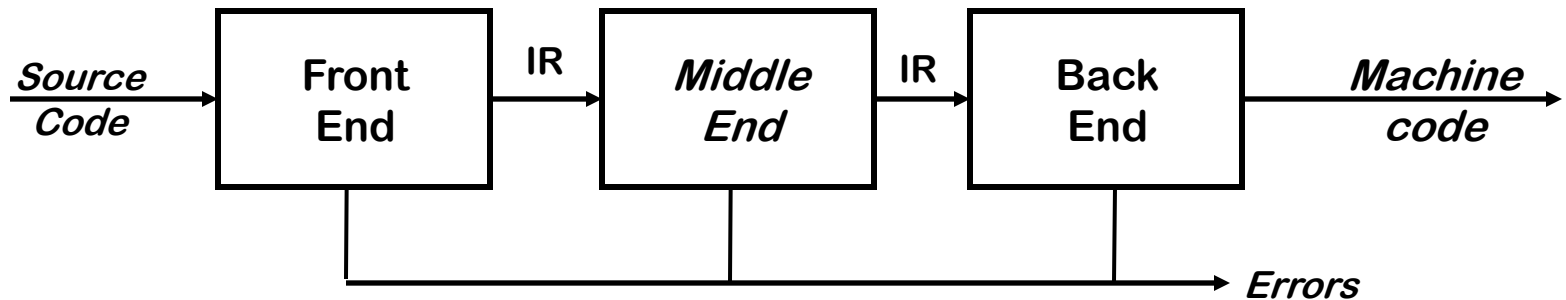 Source
Code
Front
End
IR
Middle
End
IR
Back
End
Machine
code
Errors